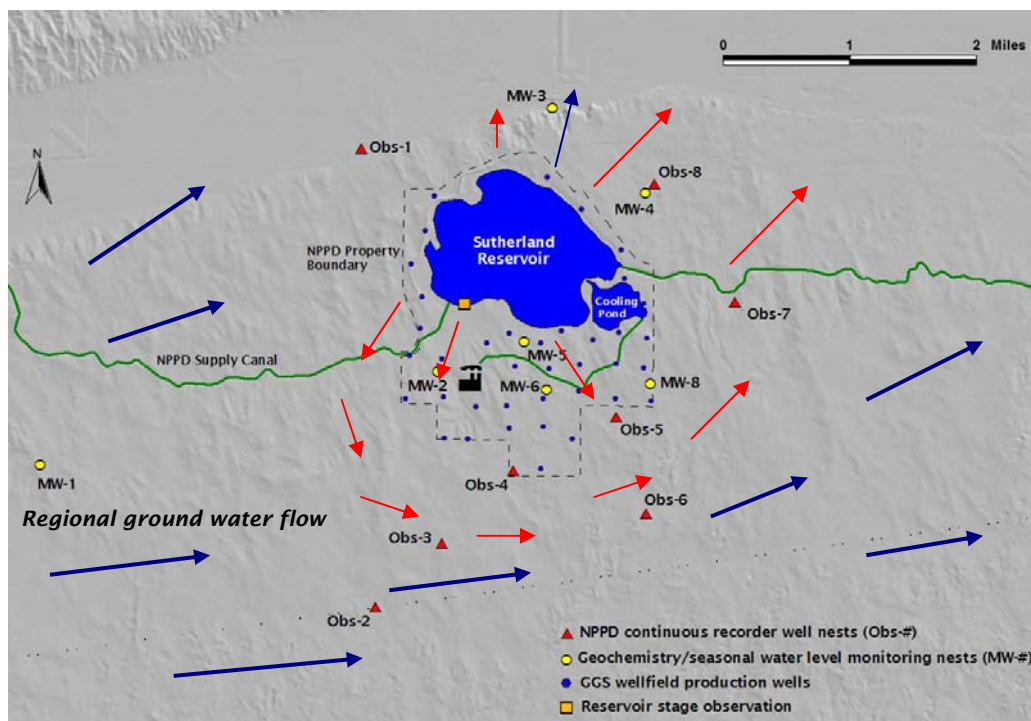 0 1 2 Miles
MW-3
N
Obs-1
Obs-8
MW-4
Sutherland
Reservoir
NPPD Property
Boundary
Cooling
Pond
Obs-7
NPPD Supply Canal
MW-5
MW-2
MW-6
MW-8
Obs-5
MW-1
Obs-4
Obs-6
Regional ground water flow
Obs-3
Obs-2
NPPD continuous recorder well nests (Obs-#)
Geochemistry/seasonal water level monitoring nests (MW-#)
GGS wellfield production wells
Reservoir stage observation